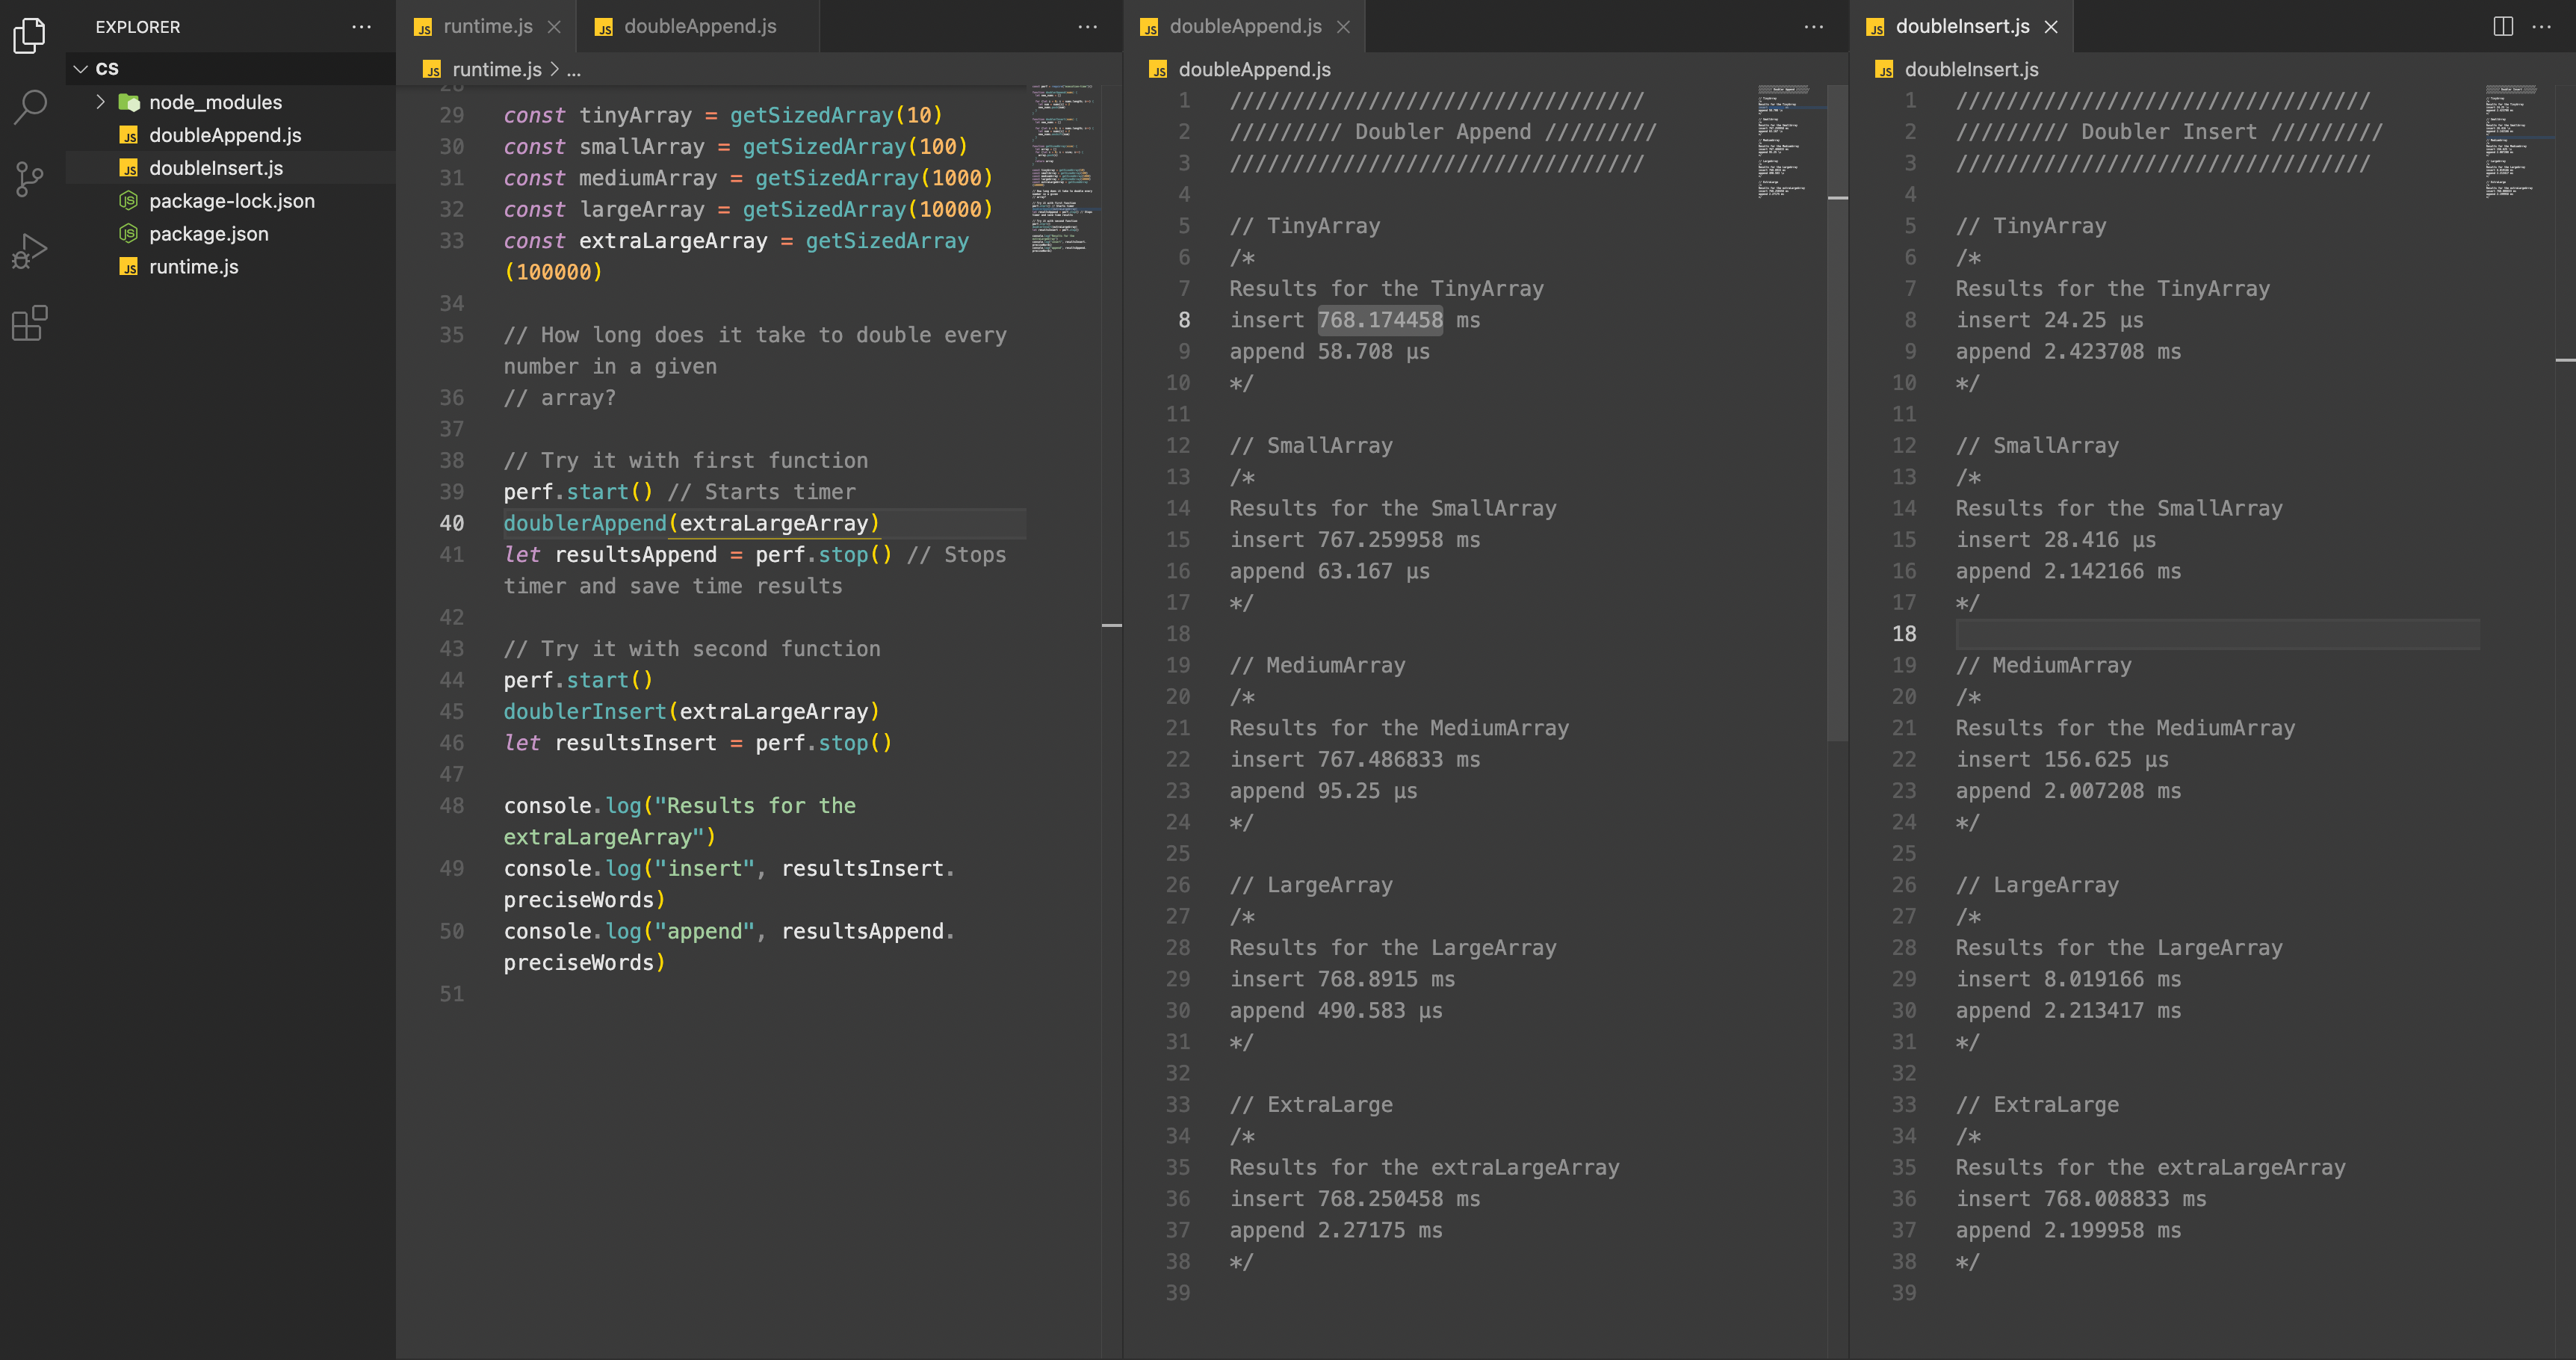 EXPLORER
CS
node_modules
doubleAppend.js
doubleInsert.js
package-lock.json
package.json
runtime.js
runtime.js
doubleAppend.js
runtime.js > ...
29 const tinyArray = getSizedArray(10)
30 const smallArray = getSizedArray(100)
31 const mediumArray = getSizedArray(1000)
32 const largeArray = getSizedArray(10000)
33 const extraLargeArray = getSizedArray
(100000)
34
35 // How long does it take to double every
number in a given
36 // array?
37
38 // Try it with first function
39 perf.start() // Starts timer
40 doublerAppend(extraLargeArray)
41 let resultsAppend = perf.stop() // Stops
timer and save time results
42
43 // Try it with second function
44 perf.start()
45 doublerInsert(extraLargeArray)
46 let resultsInsert = perf.stop()
47
48 console.log("Results for the
extraLargeArray")
49 console.log("insert", resultsInsert.
preciseWords)
50 console.log("append", resultsAppend.
preciseWords)
51
doubleAppend.js
doubleAppend.js
1 /////////////////////////////////
2 ///////// Doubler Append /////////
3 /////////////////////////////////
4
5 // TinyArray
6 /*
7 Results for the TinyArray
8 insert 768.174458 ms
9 append 58.708 µs
10 */
11
12 // SmallArray
13 /*
14 Results for the SmallArray
15 insert 767.259958 ms
16 append 63.167 µs
17 */
18
19 // MediumArray
20 /*
21 Results for the MediumArray
22 insert 767.486833 ms
23 append 95.25 µs
24 */
25
26 // LargeArray
27 /*
28 Results for the LargeArray
29 insert 768.8915 ms
30 append 490.583 µs
31 */
32
33 // ExtraLarge
34 /*
35 Results for the extraLargeArray
36 insert 768.250458 ms
37 append 2.27175 ms
38 */
39
doubleInsert.js
doubleInsert.js
1 /////////////////////////////////
2 ///////// Doubler Insert /////////
3 /////////////////////////////////
4
5 // TinyArray
6 /*
7 Results for the TinyArray
8 insert 24.25 µs
9 append 2.423708 ms
10 */
11
12 // SmallArray
13 /*
14 Results for the SmallArray
15 insert 28.416 µs
16 append 2.142166 ms
17 */
18
19 // MediumArray
20 /*
21 Results for the MediumArray
22 insert 156.625 µs
23 append 2.007208 ms
24 */
25
26 // LargeArray
27 /*
28 Results for the LargeArray
29 insert 8.019166 ms
30 append 2.213417 ms
31 */
32
33 // ExtraLarge
34 /*
35 Results for the extraLargeArray
36 insert 768.008833 ms
37 append 2.199958 ms
38 */
39